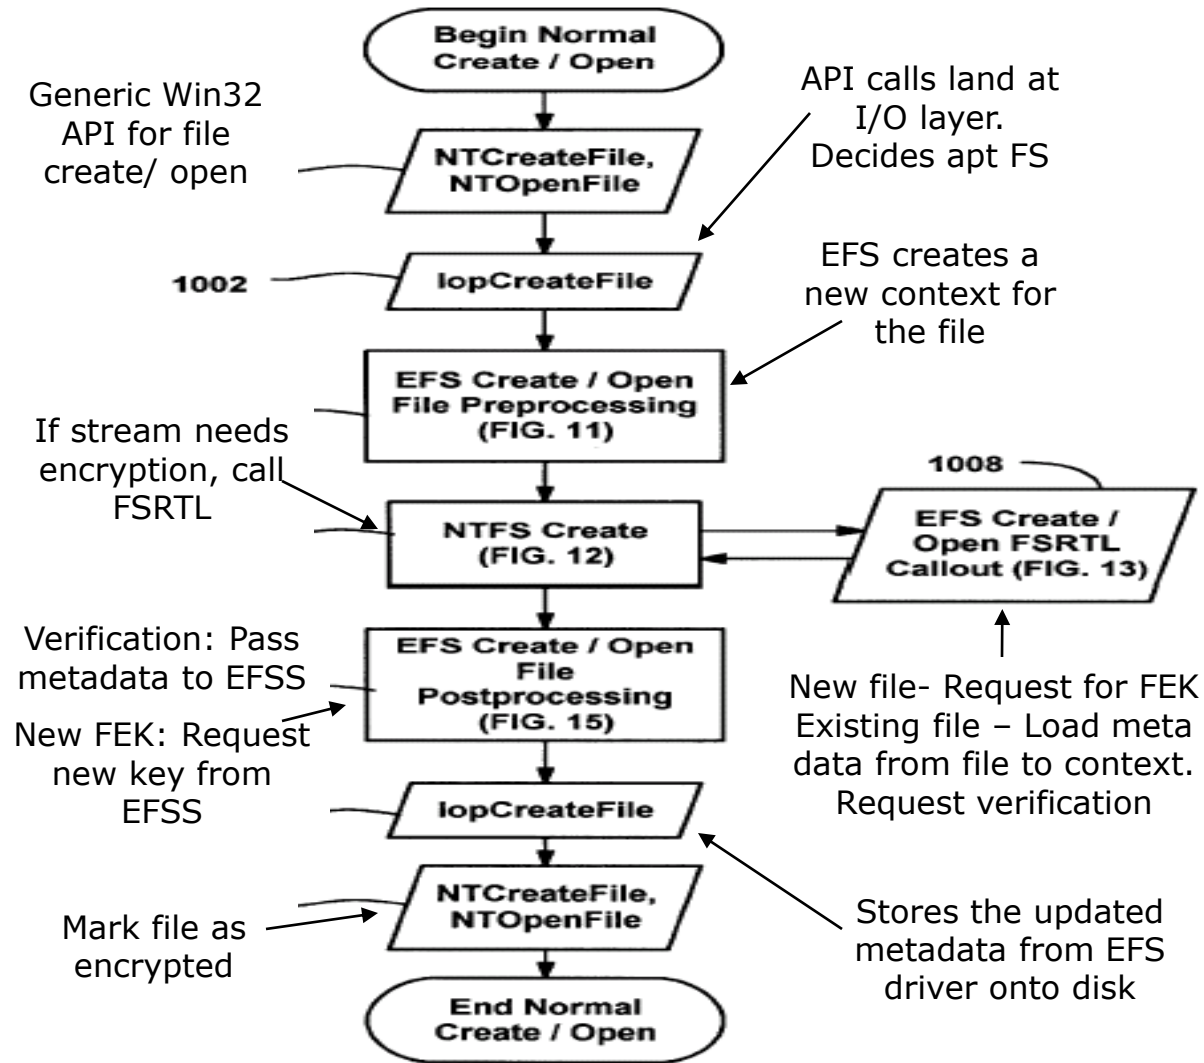 Begin Normal
Create / Open
Generic Win32
API for file
create/ open
API calls land at
I/O layer.
Decides apt FS
NTCreateFile,
NTOpenFile
1002
IopCreateFile
EFS creates a
new context for
the file
EFS Create / Open
File Preprocessing
(FIG. 11)
If stream needs
encryption, call
FSRTL
1008
NTFS Create
(FIG. 12)
EFS Create /
Open FSRTL
Callout (FIG. 13)
Verification: Pass
metadata to EFSS
New FEK: Request
new key from
EFSS
EFS Create / Open
File
Postprocessing
(FIG. 15)
New file- Request for FEK
Existing file – Load meta
data from file to context.
Request verification
IopCreateFile
NTCreateFile,
NTOpenFile
Mark file as
encrypted
Stores the updated
metadata from EFS
driver onto disk
End Normal
Create / Open